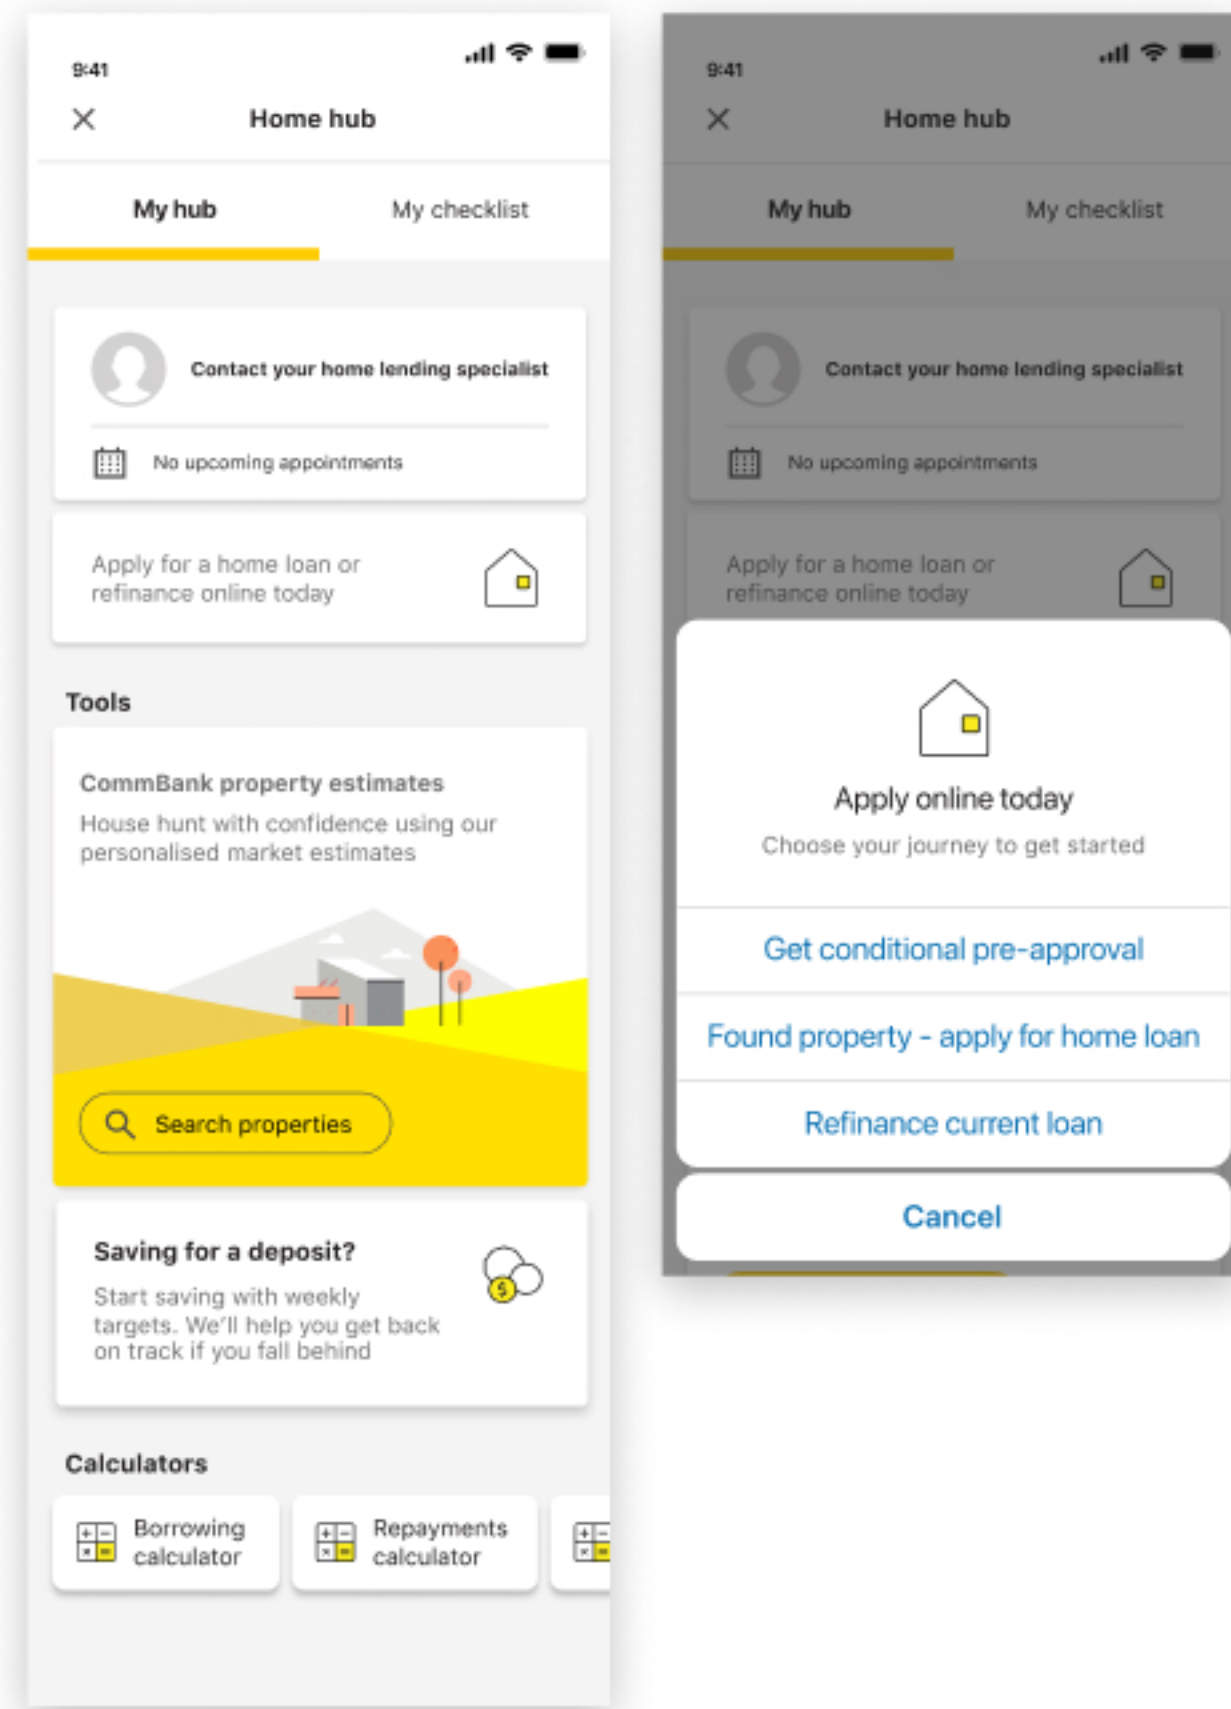 9:41
Home hub
My hub
My checklist
Contact your home lending specialist
No upcoming appointments
Apply for a home loan or
refinance online today
Tools
CommBank property estimates
House hunt with confidence using our
personalised market estimates
Search properties
Saving for a deposit?
Start saving with weekly
targets. We'll help you get back
on track if you fall behind
$
Calculators
Borrowing
calculator
Repayments
calculator
9:41
Home hub
My hub
My checklist
Contact your home lending specialist
No upcoming appointments
Apply for a home loan or
refinance online today
Apply online today
Choose your journey to get started
Get conditional pre-approval
Found property - apply for home loan
Refinance current loan
Cancel